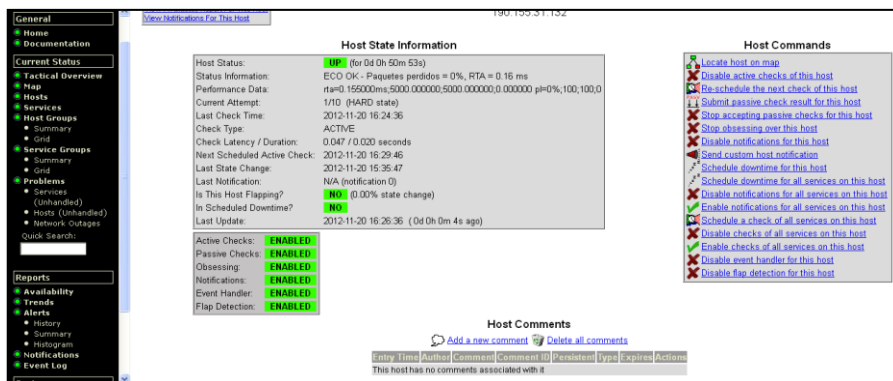 General
Home
Documentation
Current Status
Tactical Overview
Map
Hosts
Services
Host Groups
Summary
Grid
Service Groups
Summary
Grid
Problems
Services
(Unhandled)
Hosts (Unhandled)
Network Outages
Quick Search:
Reports
Availability
Trends
Alerts
History
Summary
Histogram
Notifications
Event Log
View Notifications For This Host
190.155.31.132
Host State Information
Host Status: UP (for 0d 0h 50m 53s)
Status Information: ECO OK - Paquetes perdidos = 0%, RTA = 0.16 ms
Performance Data: rta=0.155000ms;5000.000000;5000.000000;0.000000 pl=0%;100;100;0
Current Attempt: 1/10 (HARD state)
Last Check Time: 2012-11-20 16:24:36
Check Type: ACTIVE
Check Latency / Duration: 0.047 / 0.020 seconds
Next Scheduled Active Check: 2012-11-20 16:29:46
Last State Change: 2012-11-20 15:35:47
Last Notification: N/A (notification 0)
Is This Host Flapping? NO (0.00% state change)
In Scheduled Downtime? NO
Last Update: 2012-11-20 16:26:36 ( 0d 0h 0m 4s ago)
Active Checks: ENABLED
Passive Checks: ENABLED
Obsessing: ENABLED
Notifications: ENABLED
Event Handler: ENABLED
Flap Detection: ENABLED
Host Commands
Locate host on map
Disable active checks of this host
Re-schedule the next check of this host
Submit passive check result for this host
Stop accepting passive checks for this host
Stop obsessing over this host
Disable notifications for this host
Send custom host notification
Schedule downtime for this host
Schedule downtime for all services on this host
Disable notifications for all services on this host
Enable notifications for all services on this host
Schedule a check of all services on this host
Disable checks of all services on this host
Enable checks of all services on this host
Disable event handler for this host
Disable flap detection for this host
Host Comments
Add a new comment Delete all comments
Entry Time Author Comment Comment ID Persistent Type Expires Actions
This host has no comments associated with it